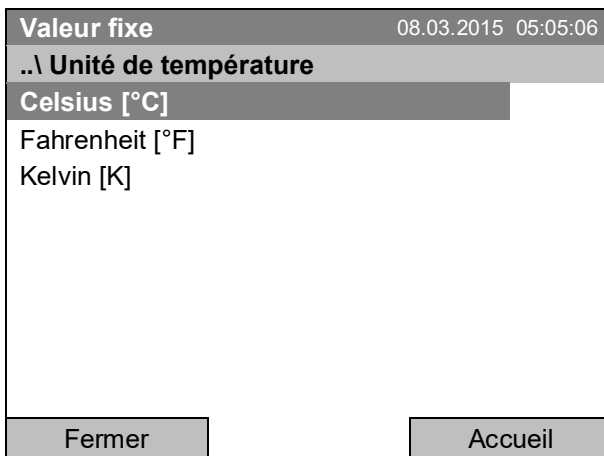 Valeur fixe 08.03.2015 05:05:06
..\ Unité de température
Celsius [°C]
Fahrenheit [°F]
Kelvin [K]
Fermer Accueil